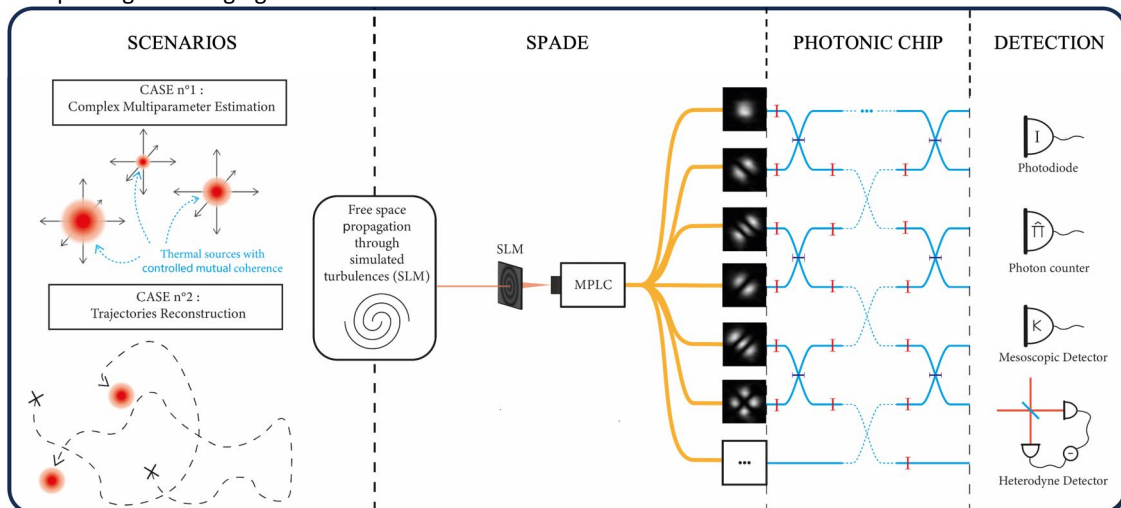 SCENARIOS
SPADE
PHOTONIC CHIP
DETECTION
CASE n°1 :
Complex Multiparameter Estimation
Thermal sources with
controlled mutual coherence
CASE n°2 :
Trajectories Reconstruction
Free space
propagation
through
simulated
turbulences (SLM)
SLM
MPLC
...
...
I
Photodiode
Π̂
Photon counter
K
Mesoscopic Detector
-
Heterodyne Detector